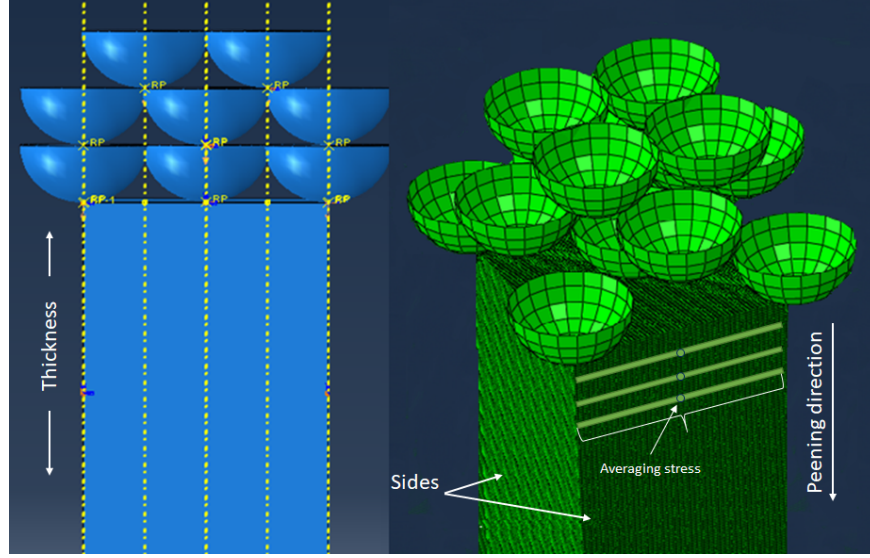 RP
RP
RP
RP
RP
RP-1
RP
RP
Thickness
Sides
Averaging stress
Peening direction